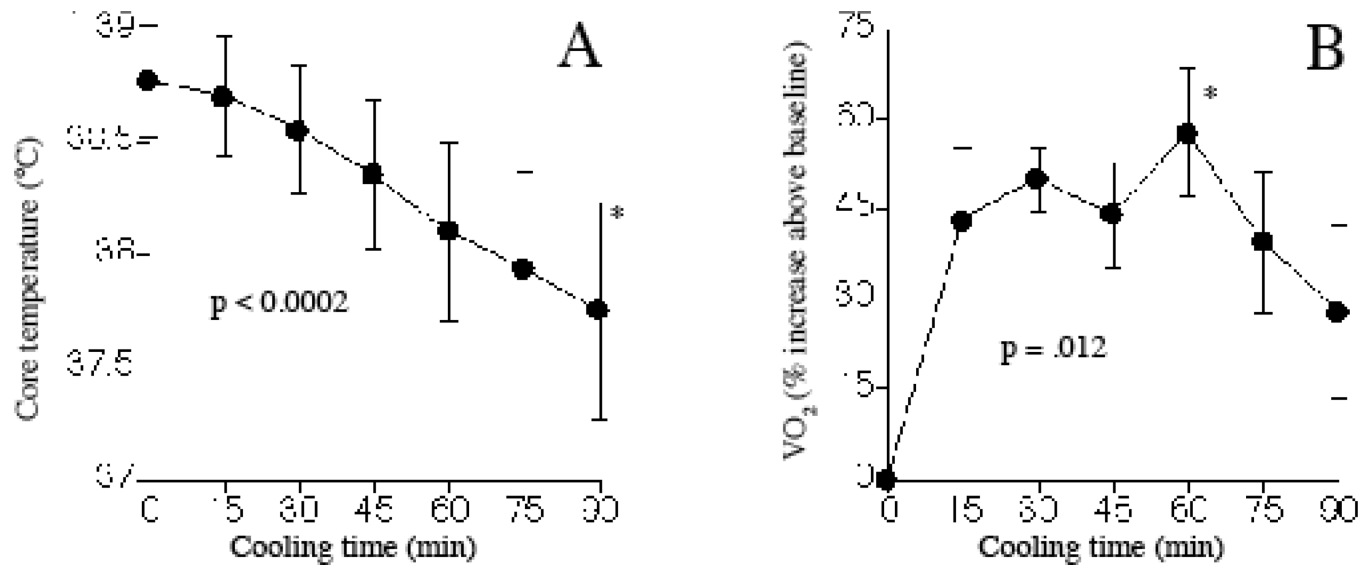 A
Core temperature (°C)
39
38.5
38
37.5
37
p < 0.0002
*
0 15 30 45 60 75 90
Cooling time (min)
B
VO2 (% increase above baseline)
75
60
45
30
15
0
*
p = .012
0 15 30 45 60 75 90
Cooling time (min)